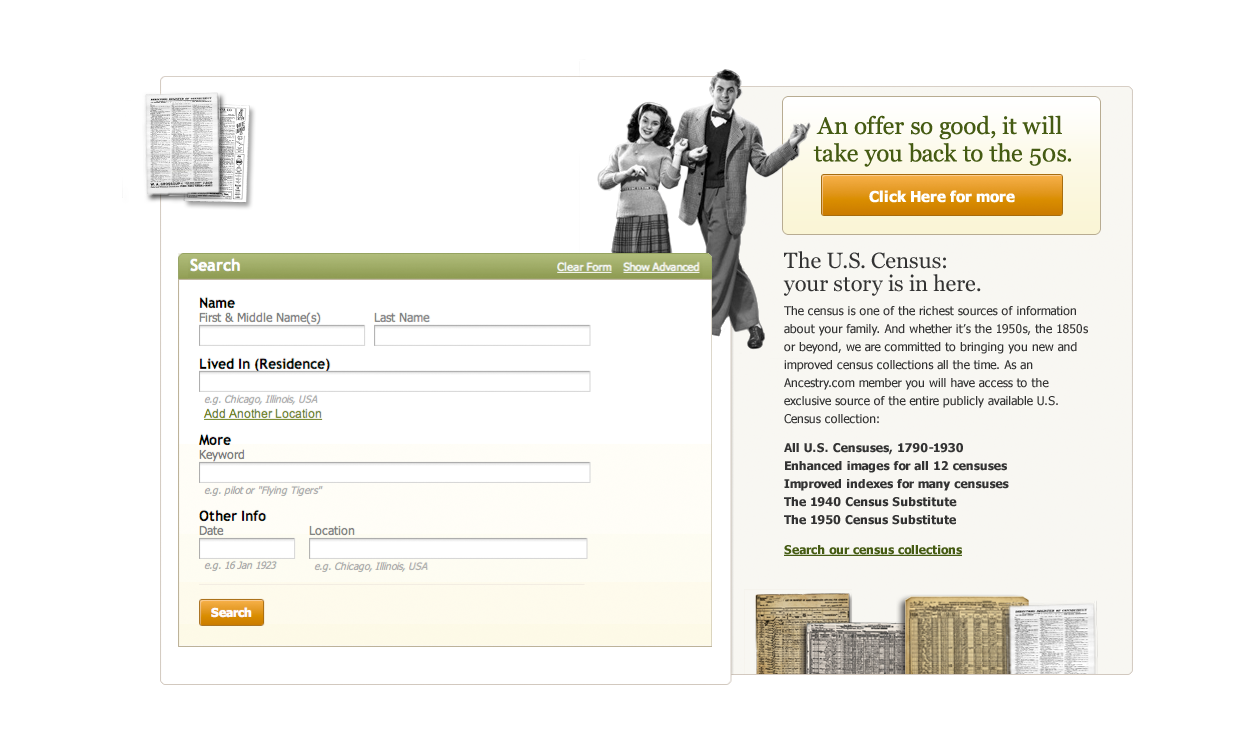 Search
Clear Form Show Advanced
Name
First & Middle Name(s) Last Name
Lived In (Residence)
e.g. Chicago, Illinois, USA
Add Another Location
More
Keyword
e.g. pilot or "Flying Tigers"
Other Info
Date Location
e.g. 16 Jan 1923 e.g. Chicago, Illinois, USA
Search
An offer so good, it will
take you back to the 50s.
Click Here for more
The U.S. Census:
your story is in here.
The census is one of the richest sources of information
about your family. And whether it’s the 1950s, the 1850s
or beyond, we are committed to bringing you new and
improved census collections all the time. As an
Ancestry.com member you will have access to the
exclusive source of the entire publicly available U.S.
Census collection:
All U.S. Censuses, 1790-1930
Enhanced images for all 12 censuses
Improved indexes for many censuses
The 1940 Census Substitute
The 1950 Census Substitute
Search our census collections